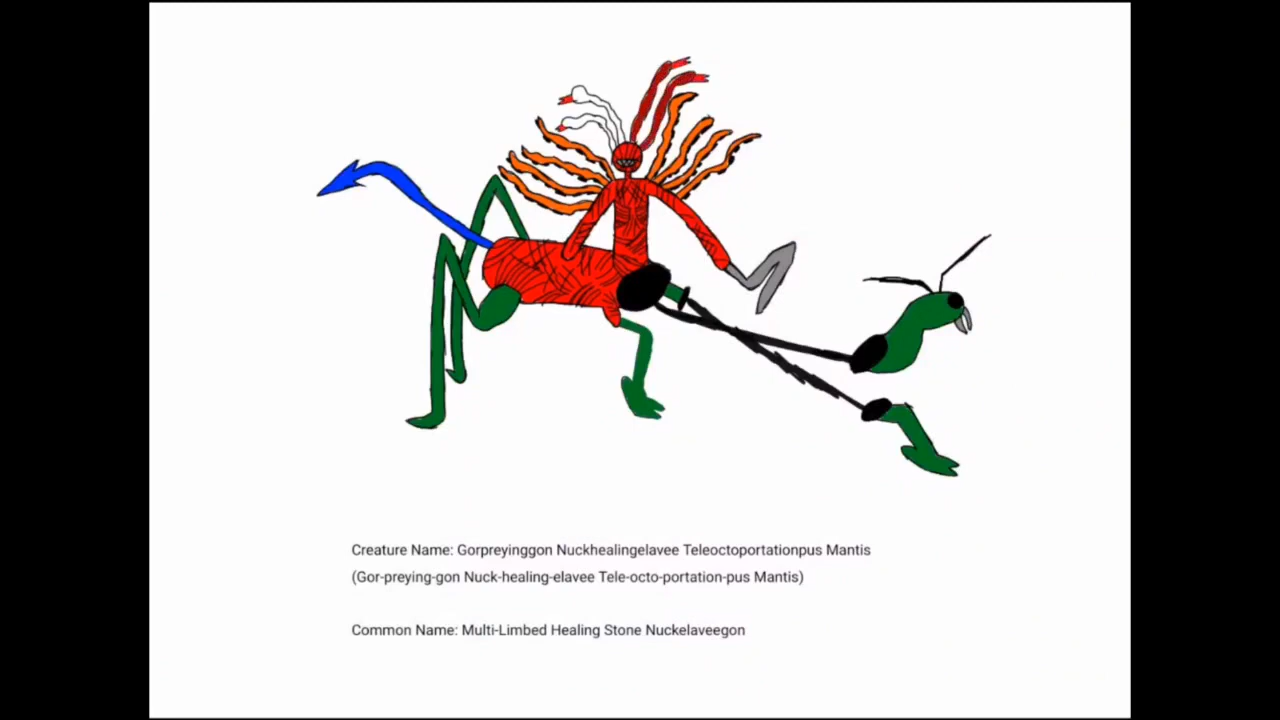 Creature Name: Gorpreyinggon Nuckhealingelavee Teleoctoportationpus Mantis
(Gor-preying-gon Nuck-healing-elavee Tele-octo-portation-pus Mantis)
Common Name: Multi-Limbed Healing Stone Nuckelaveegon